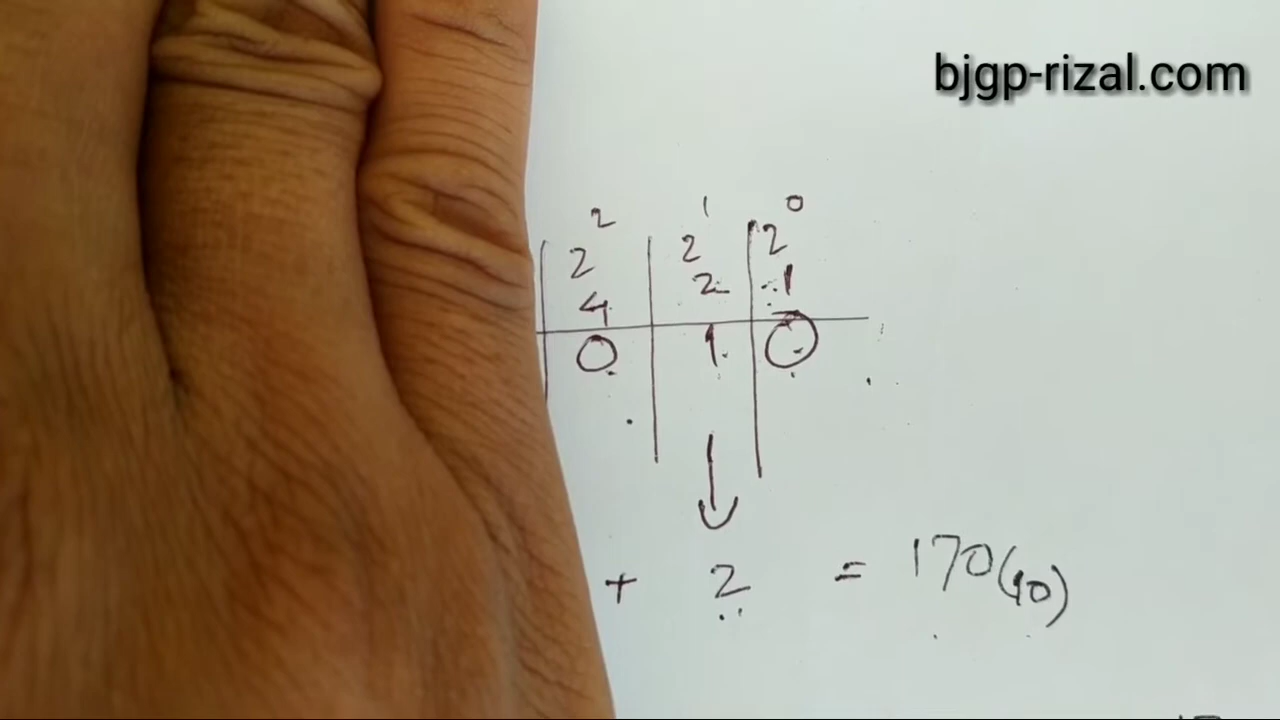 bjgp-rizal.com
2 1 0
2 2 2
4 2 1
0 1 0
+ 2 = 170(10)